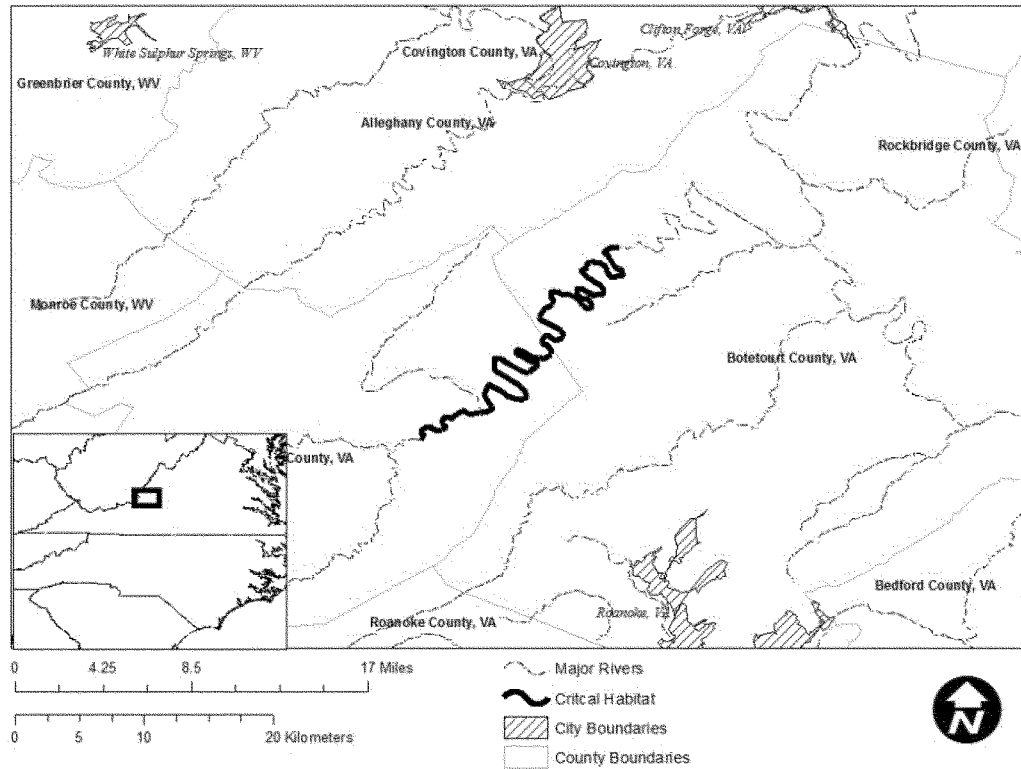 White Sulphur Springs, WV
Covington County, VA
Clifton Forge, VA
Covington, VA
Greenbrier County, WV
Alleghany County, VA
Rockbridge County, VA
Monroe County, WV
Botetourt County, VA
County, VA
Roanoke, VA
Bedford County, VA
Roanoke County, VA
0 4.25 8.5 17 Miles
0 5 10 20 Kilometers
Major Rivers
Critcal Habitat
City Boundaries
County Boundaries
N